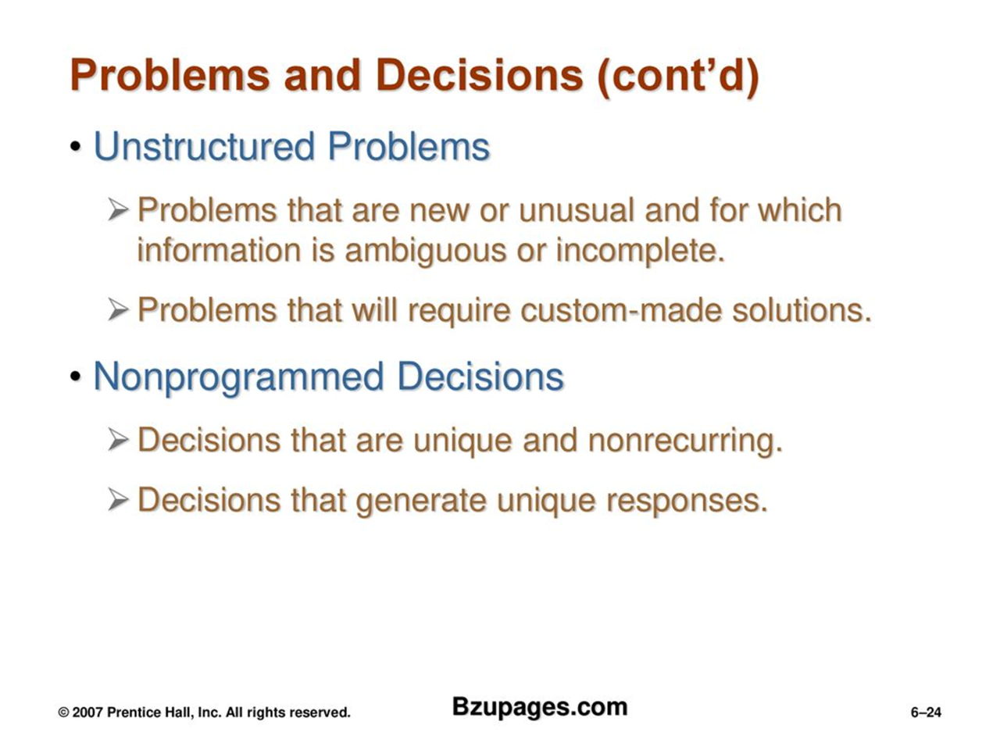 Problems and Decisions (cont’d)
• Unstructured Problems
➢ Problems that are new or unusual and for which
information is ambiguous or incomplete.
➢ Problems that will require custom-made solutions.
• Nonprogrammed Decisions
➢ Decisions that are unique and nonrecurring.
➢ Decisions that generate unique responses.
© 2007 Prentice Hall, Inc. All rights reserved.
Bzupages.com
6–24